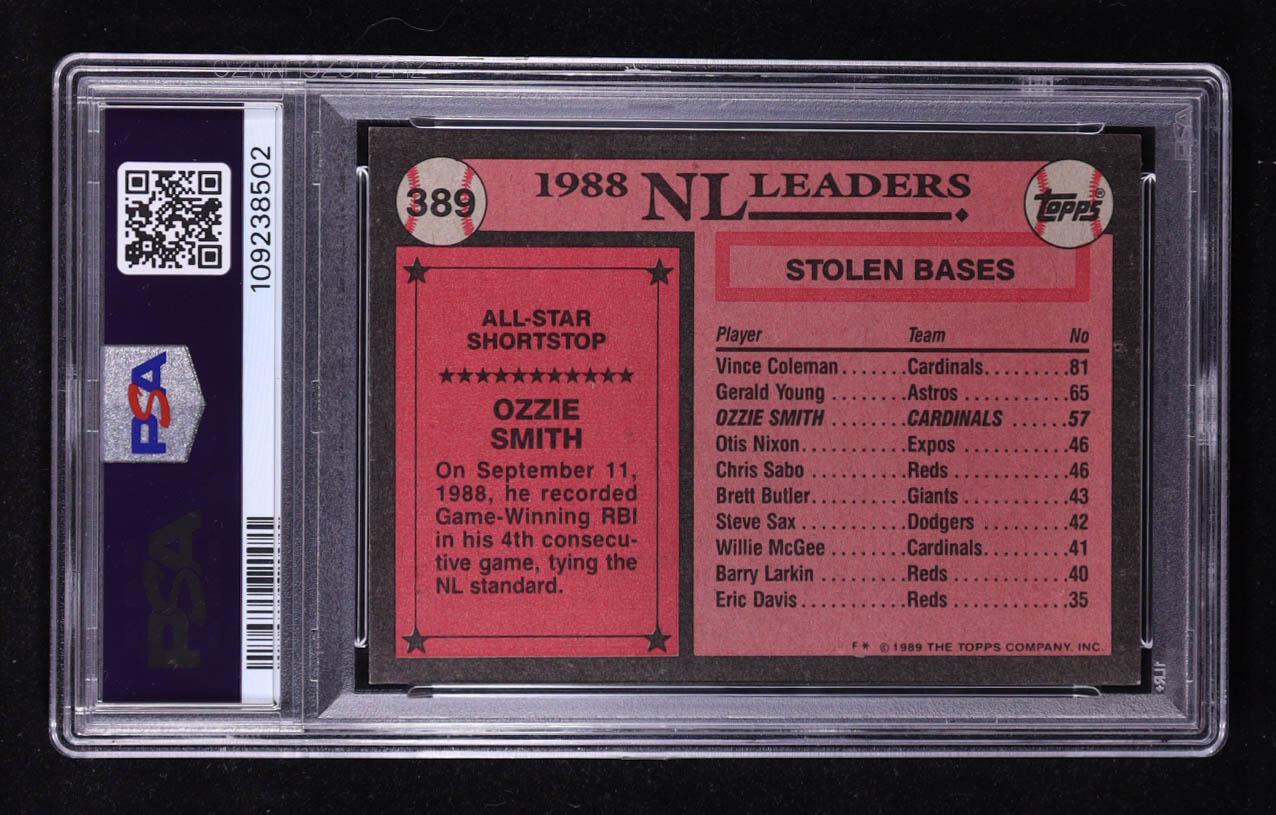 109238502
PSA
PSA
389
1988 NL LEADERS
Topps®
ALL-STAR
SHORTSTOP
★★★★★★★★★★★
OZZIE
SMITH
On September 11,
1988, he recorded
Game-Winning RBI
in his 4th consecu-
tive game, tying the
NL standard.
STOLEN BASES
Player Team No
Vince Coleman.......Cardinals.........81
Gerald Young ........Astros .............65
OZZIE SMITH ........CARDINALS ......57
Otis Nixon...........Expos .............46
Chris Sabo ..........Reds ..............46
Brett Butler..........Giants .............43
Steve Sax ...........Dodgers ..........42
Willie McGee ........Cardinals.........41
Barry Larkin .........Reds ..............40
Eric Davis............Reds ..............35
F* © 1989 THE TOPPS COMPANY, INC.
PSA